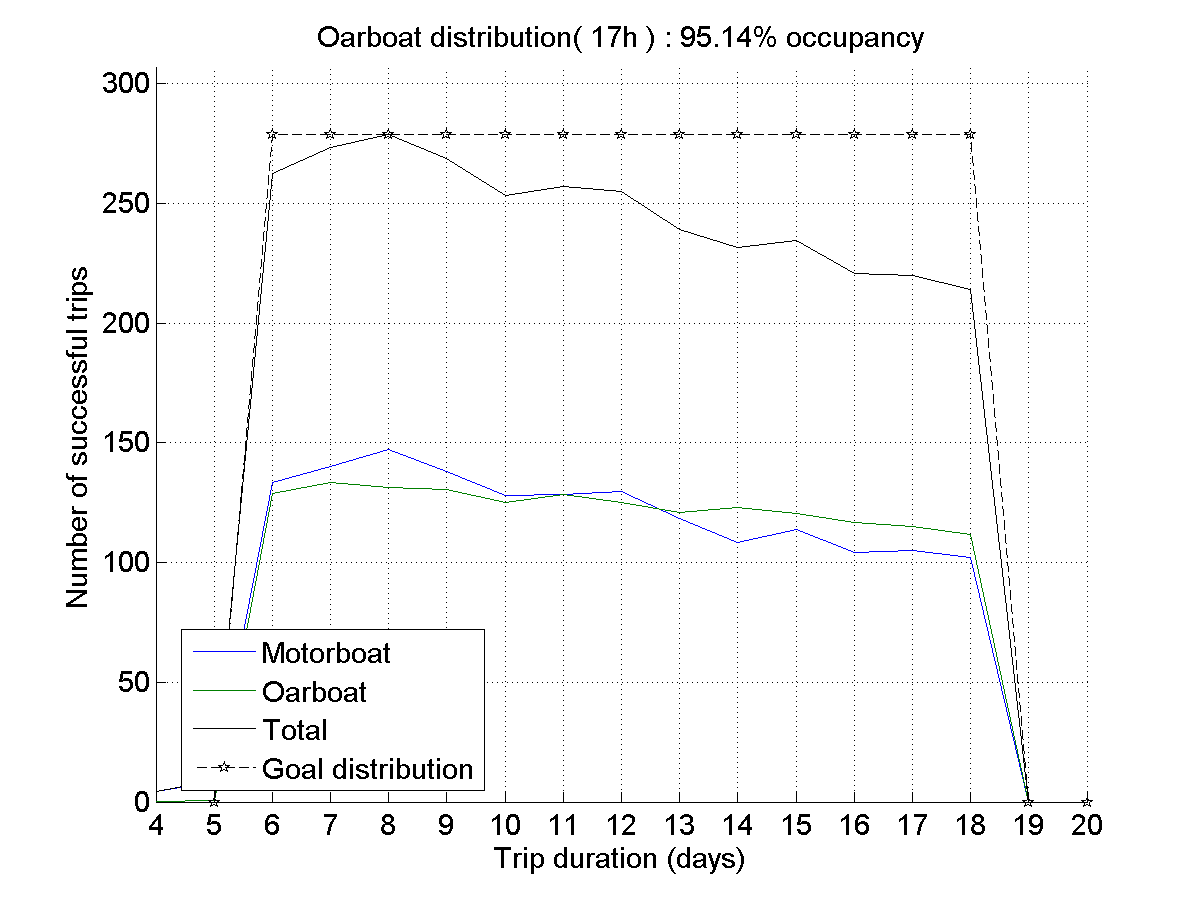 Oarboat distribution( 17h ) : 95.14% occupancy
300
250
200
150
100
50
0
Number of successful trips
Motorboat
Oarboat
Total
Goal distribution
4 5 6 7 8 9 10 11 12 13 14 15 16 17 18 19 20
Trip duration (days)